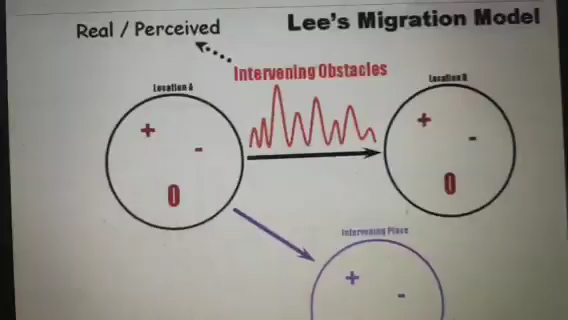 Lee's Migration Model
Real / Perceived
Intervening Obstacles
Location A
Location B
+
-
0
+
-
0
Intervening Place
+
-